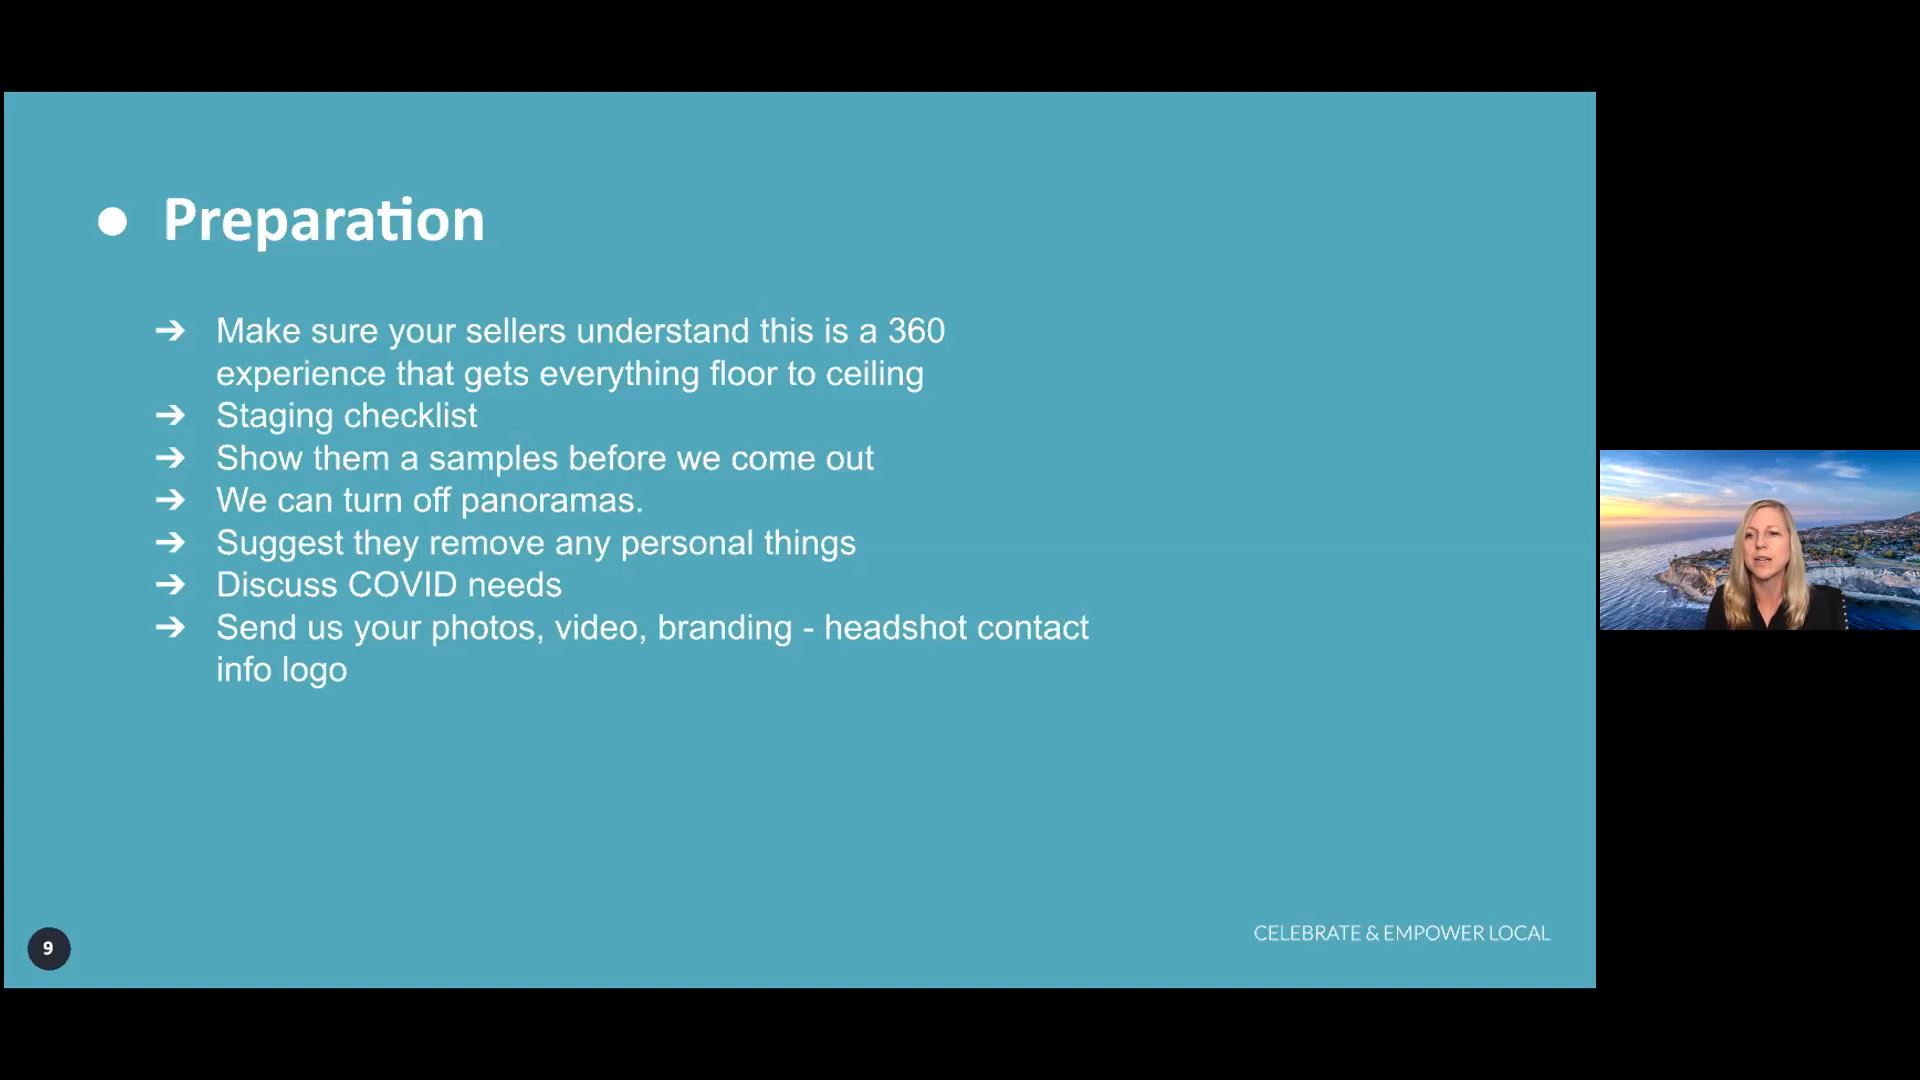 ● Preparation
➔ Make sure your sellers understand this is a 360
experience that gets everything floor to ceiling
➔ Staging checklist
➔ Show them a samples before we come out
➔ We can turn off panoramas.
➔ Suggest they remove any personal things
➔ Discuss COVID needs
➔ Send us your photos, video, branding - headshot contact
info logo
9
CELEBRATE & EMPOWER LOCAL